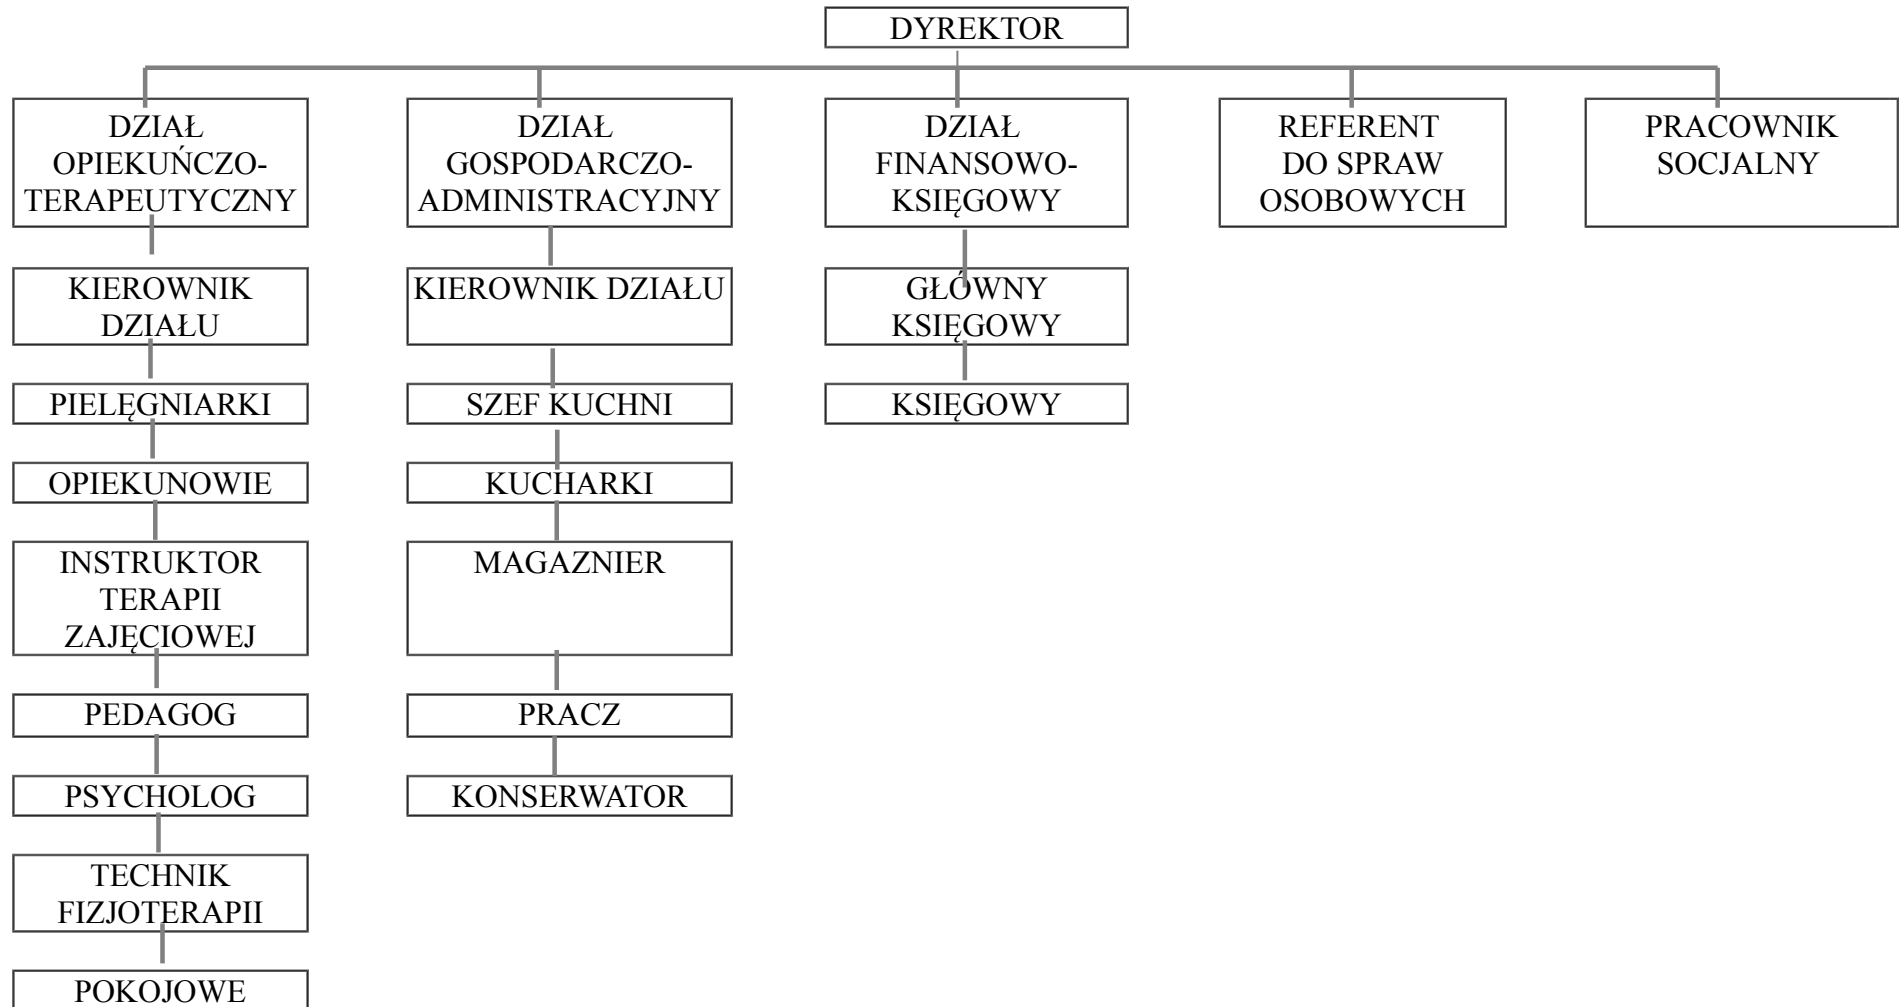 DYREKTOR
DZIAŁ
OPIEKUŃCZO-
TERAPEUTYCZNY
DZIAŁ
GOSPODARCZO-
ADMINISTRACYJNY
DZIAŁ
FINANSOWO-
KSIĘGOWY
REFERENT
DO SPRAW
OSOBOWYCH
PRACOWNIK
SOCJALNY
KIEROWNIK
DZIAŁU
KIEROWNIK DZIAŁU
GŁÓWNY
KSIĘGOWY
PIELĘGNIARKI
SZEF KUCHNI
KSIĘGOWY
OPIEKUNOWIE
KUCHARKI
INSTRUKTOR
TERAPII
ZAJĘCIOWEJ
MAGAZNIER
PEDAGOG
PRACZ
PSYCHOLOG
KONSERWATOR
TECHNIK
FIZJOTERAPII
POKOJOWE